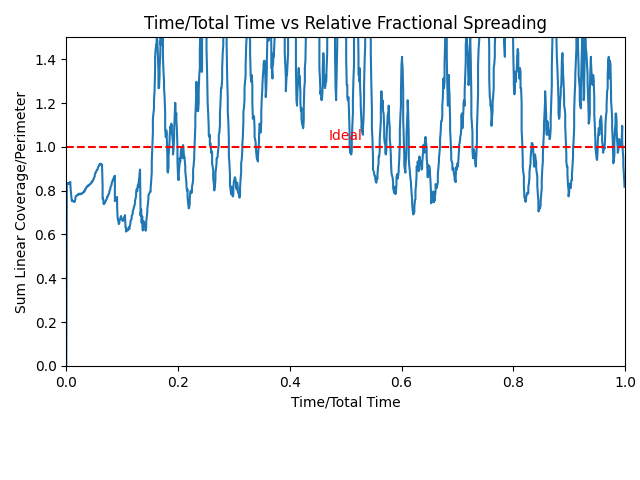 Time/Total Time vs Relative Fractional Spreading
Sum Linear Coverage/Perimeter
1.4
1.2
1.0
0.8
0.6
0.4
0.2
0.0
Ideal
0.0 0.2 0.4 0.6 0.8 1.0
Time/Total Time